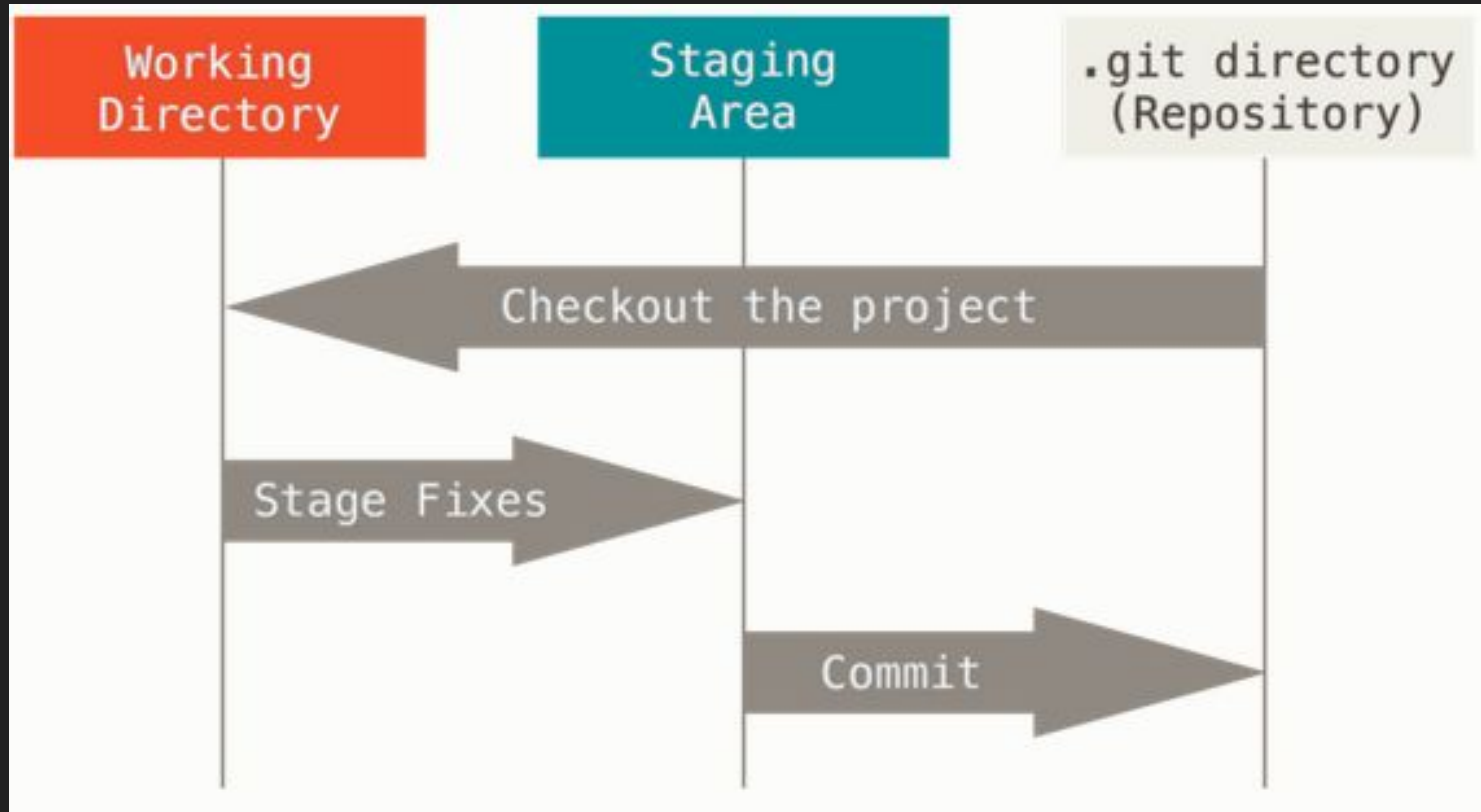 Working
Directory
Staging
Area
.git directory
(Repository)
Checkout the project
Stage Fixes
Commit